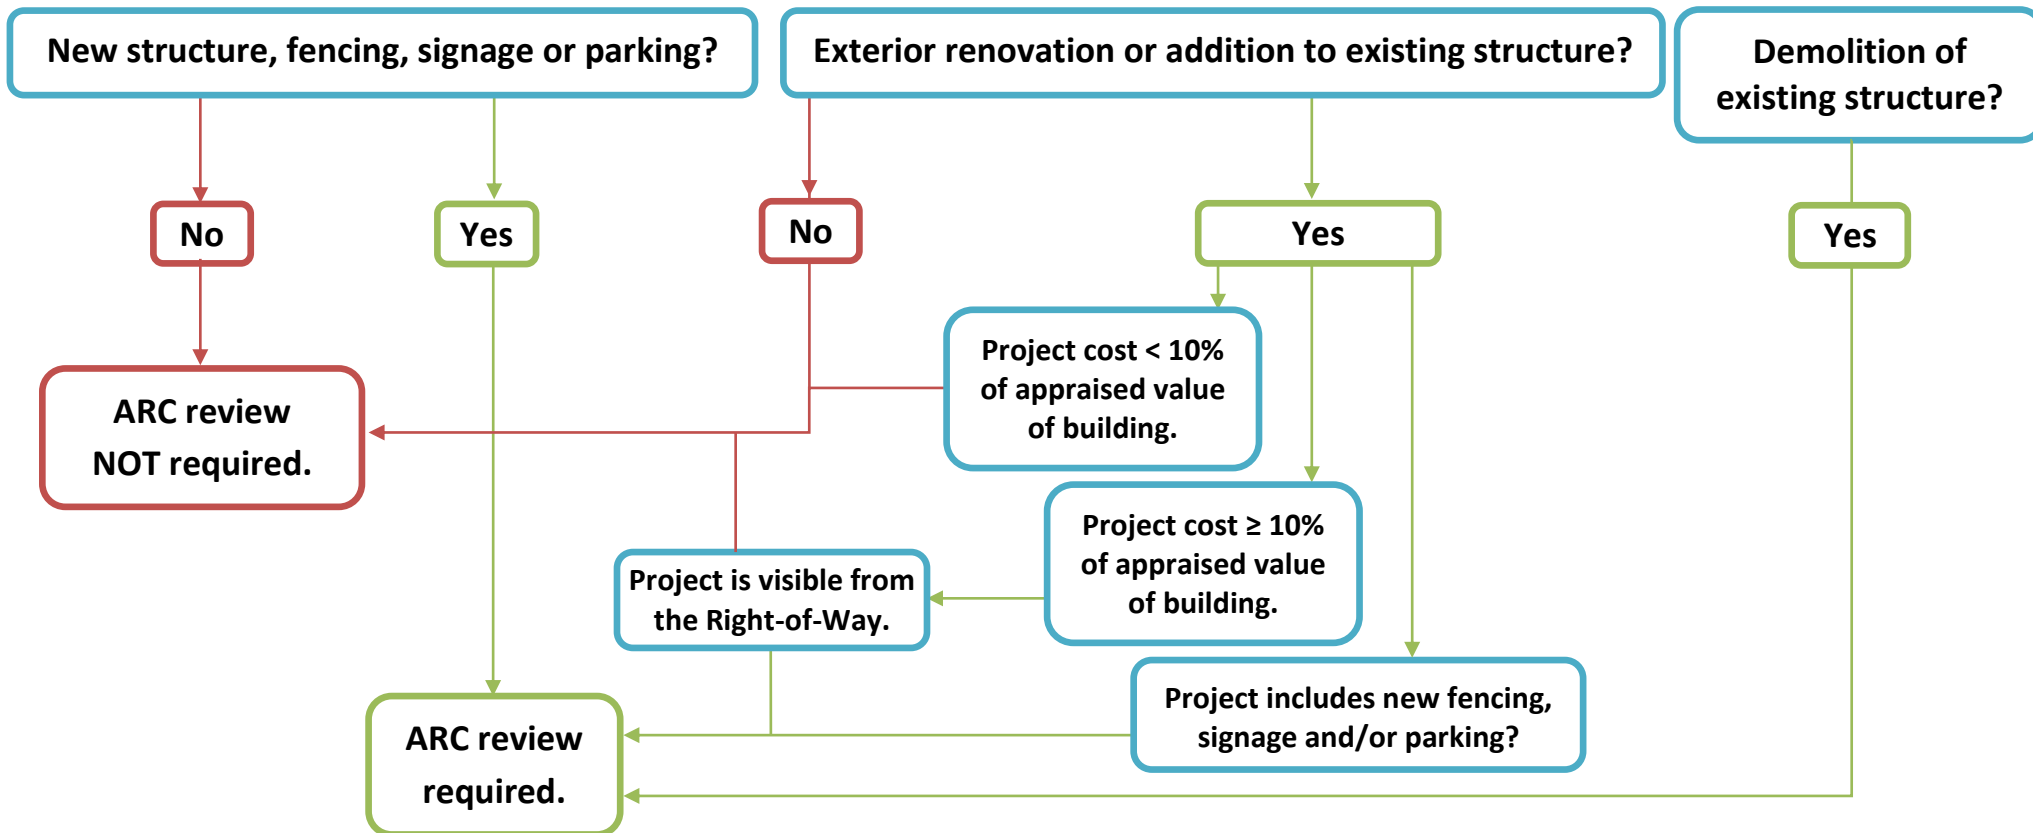 New structure, fencing, signage or parking?
Exterior renovation or addition to existing structure?
Demolition of
existing structure?
No
Yes
No
Yes
Yes
Project cost < 10%
of appraised value
of building.
ARC review
NOT required.
Project cost ≥ 10%
of appraised value
of building.
Project is visible from
the Right-of-Way.
Project includes new fencing,
signage and/or parking?
ARC review
required.